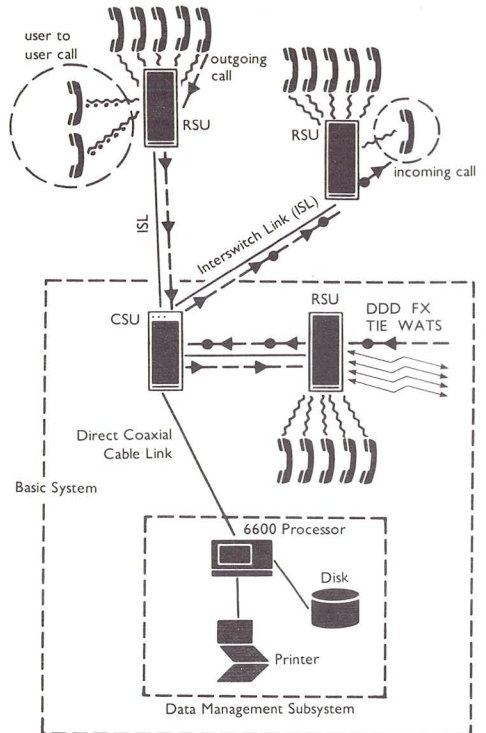 user to
user call
outgoing
call
RSU
RSU
incoming call
ISL
Interswitch Link (ISL)
CSU
RSU
DDD FX
TIE WATS
Direct Coaxial
Cable Link
Basic System
6600 Processor
Disk
Printer
Data Management Subsystem